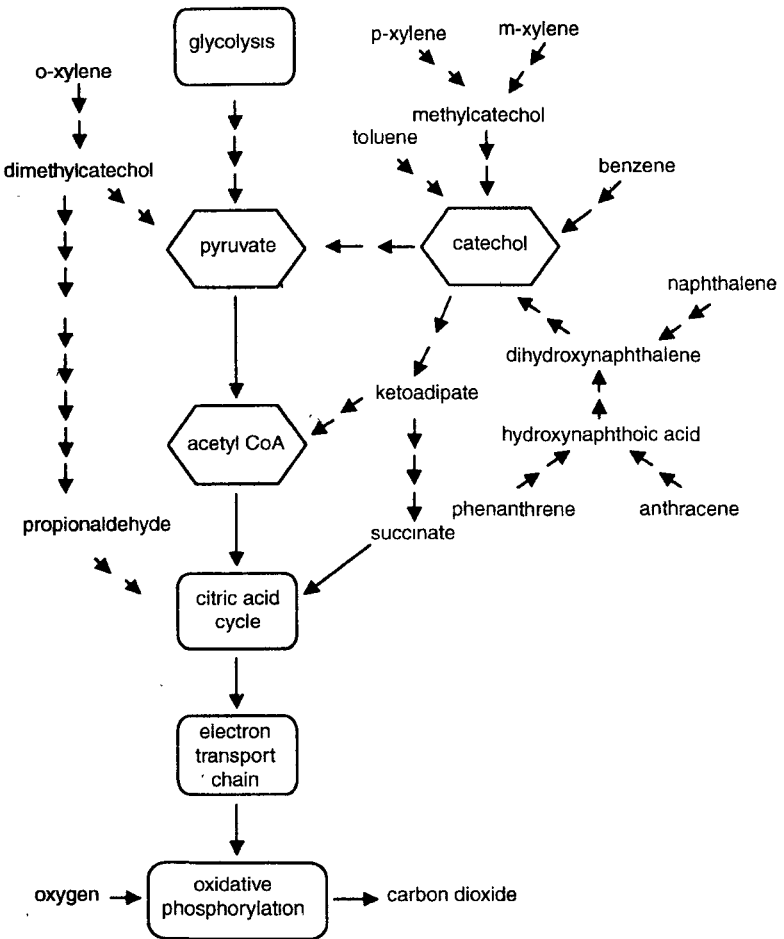 glycolysis
p-xylene
m-xylene
o-xylene
methylcatechol
toluene
dimethylcatechol
benzene
pyruvate
catechol
naphthalene
dihydroxynaphthalene
ketoadipate
acetyl CoA
hydroxynaphthoic acid
phenanthrene
anthracene
propionaldehyde
succinate
citric acid
cycle
electron
transport
chain
oxygen
oxidative
phosphorylation
carbon dioxide